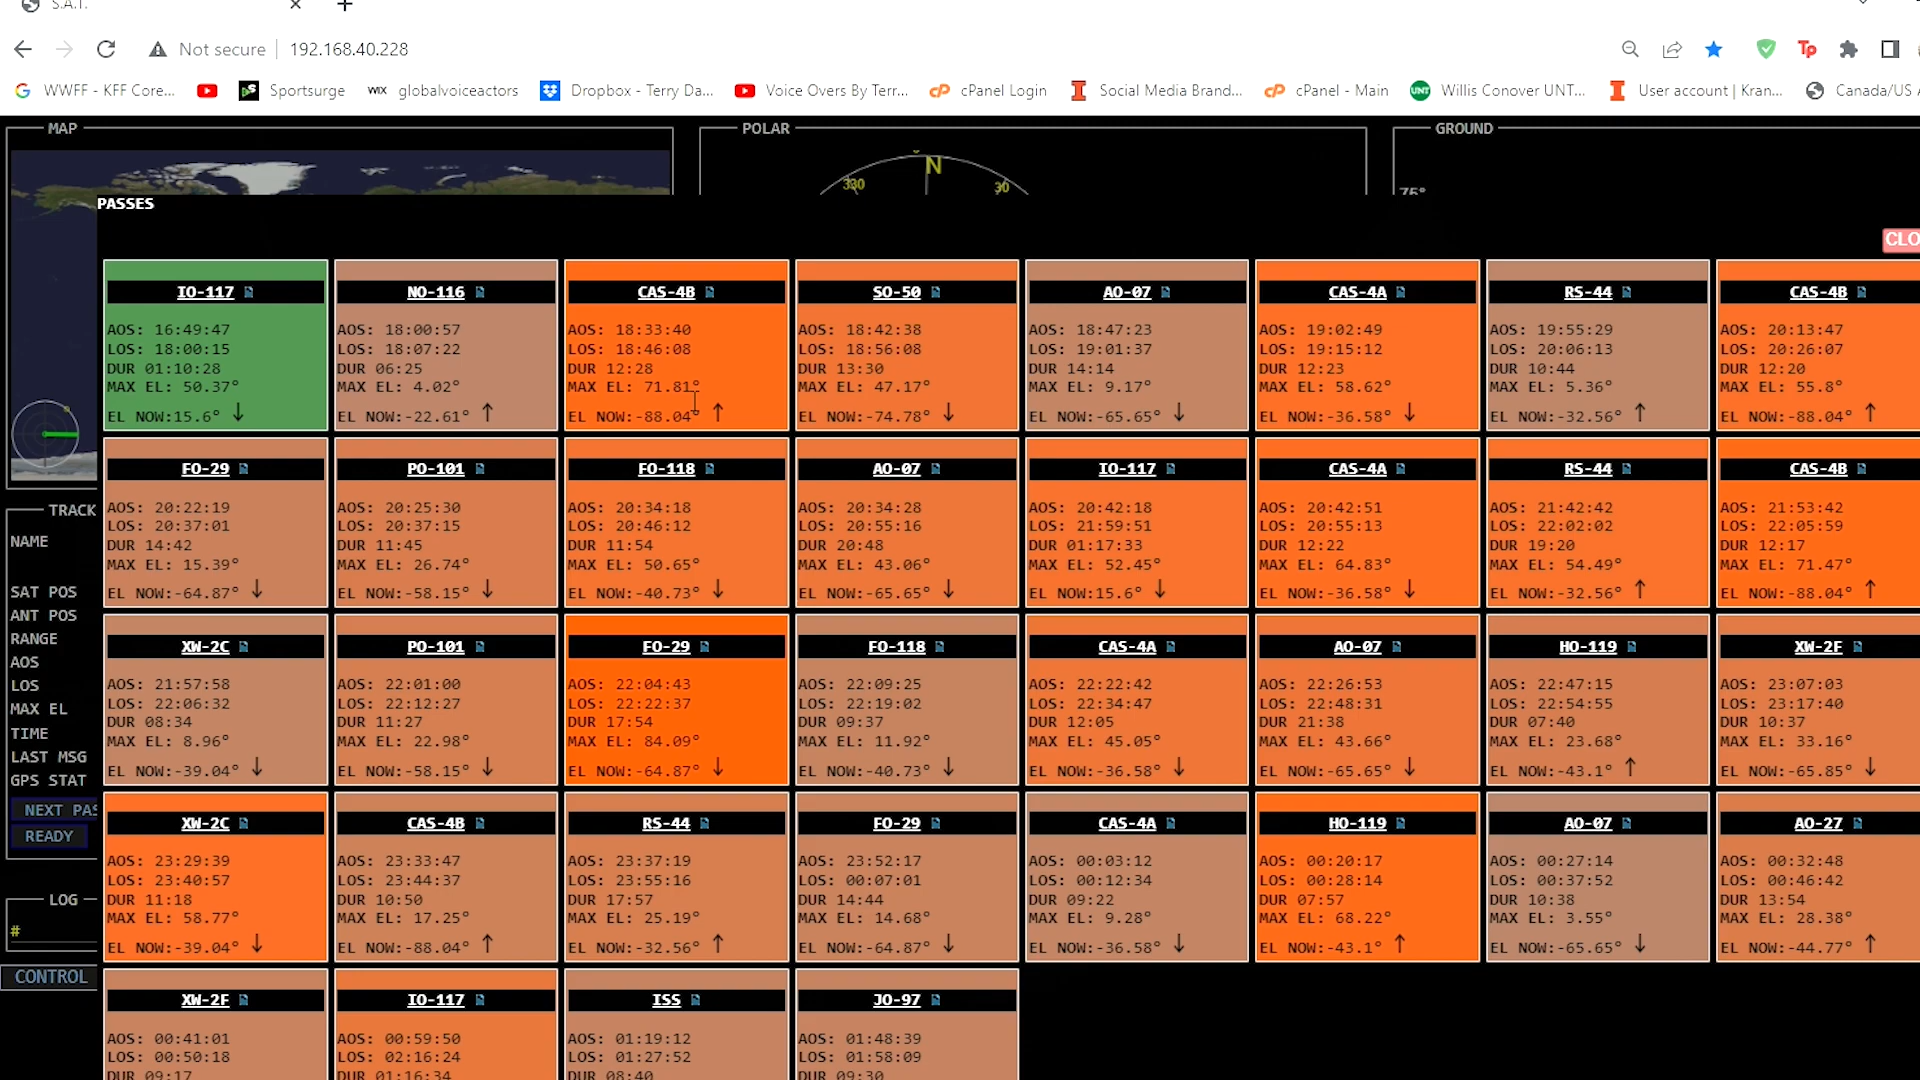 S.A.T.
Not secure 192.168.40.228
WWFF - KFF Core... Sportsurge WIX globalvoiceactors Dropbox - Terry Da... Voice Overs By Terr... cP cPanel Login Social Media Brand... cP cPanel - Main UNT Willis Conover UNT... User account | Kran... Canada/US A
MAP POLAR GROUND
N
330 30 75°
PASSES
CLO
IO-117 NO-116 CAS-4B SO-50 AO-07 CAS-4A RS-44 CAS-4B
AOS: 16:49:47 AOS: 18:00:57 AOS: 18:33:40 AOS: 18:42:38 AOS: 18:47:23 AOS: 19:02:49 AOS: 19:55:29 AOS: 20:13:47
LOS: 18:00:15 LOS: 18:07:22 LOS: 18:46:08 LOS: 18:56:08 LOS: 19:01:37 LOS: 19:15:12 LOS: 20:06:13 LOS: 20:26:07
DUR 01:10:28 DUR 06:25 DUR 12:28 DUR 13:30 DUR 14:14 DUR 12:23 DUR 10:44 DUR 12:20
MAX EL: 50.37° MAX EL: 4.02° MAX EL: 71.81° MAX EL: 47.17° MAX EL: 9.17° MAX EL: 58.62° MAX EL: 5.36° MAX EL: 55.8°
EL NOW:15.6° ↓ EL NOW:-22.61° ↑ EL NOW:-88.04° ↑ EL NOW:-74.78° ↓ EL NOW:-65.65° ↓ EL NOW:-36.58° ↓ EL NOW:-32.56° ↑ EL NOW:-88.04° ↑
FO-29 PO-101 FO-118 AO-07 IO-117 CAS-4A RS-44 CAS-4B
AOS: 20:22:19 AOS: 20:25:30 AOS: 20:34:18 AOS: 20:34:28 AOS: 20:42:18 AOS: 20:42:51 AOS: 21:42:42 AOS: 21:53:42
LOS: 20:37:01 LOS: 20:37:15 LOS: 20:46:12 LOS: 20:55:16 LOS: 21:59:51 LOS: 20:55:13 LOS: 22:02:02 LOS: 22:05:59
DUR 14:42 DUR 11:45 DUR 11:54 DUR 20:48 DUR 01:17:33 DUR 12:22 DUR 19:20 DUR 12:17
MAX EL: 15.39° MAX EL: 26.74° MAX EL: 50.65° MAX EL: 43.06° MAX EL: 52.45° MAX EL: 64.83° MAX EL: 54.49° MAX EL: 71.47°
EL NOW:-64.87° ↓ EL NOW:-58.15° ↓ EL NOW:-40.73° ↓ EL NOW:-65.65° ↓ EL NOW:15.6° ↓ EL NOW:-36.58° ↓ EL NOW:-32.56° ↑ EL NOW:-88.04° ↑
XW-2C PO-101 FO-29 FO-118 CAS-4A AO-07 HO-119 XW-2F
AOS: 21:57:58 AOS: 22:01:00 AOS: 22:04:43 AOS: 22:09:25 AOS: 22:22:42 AOS: 22:26:53 AOS: 22:47:15 AOS: 23:07:03
LOS: 22:06:32 LOS: 22:12:27 LOS: 22:22:37 LOS: 22:19:02 LOS: 22:34:47 LOS: 22:48:31 LOS: 22:54:55 LOS: 23:17:40
DUR 08:34 DUR 11:27 DUR 17:54 DUR 09:37 DUR 12:05 DUR 21:38 DUR 07:40 DUR 10:37
MAX EL: 8.96° MAX EL: 22.98° MAX EL: 84.09° MAX EL: 11.92° MAX EL: 45.05° MAX EL: 43.66° MAX EL: 23.68° MAX EL: 33.16°
EL NOW:-39.04° ↓ EL NOW:-58.15° ↓ EL NOW:-64.87° ↓ EL NOW:-40.73° ↓ EL NOW:-36.58° ↓ EL NOW:-65.65° ↓ EL NOW:-43.1° ↑ EL NOW:-65.85° ↓
XW-2C CAS-4B RS-44 FO-29 CAS-4A HO-119 AO-07 AO-27
AOS: 23:29:39 AOS: 23:33:47 AOS: 23:37:19 AOS: 23:52:17 AOS: 00:03:12 AOS: 00:20:17 AOS: 00:27:14 AOS: 00:32:48
LOS: 23:40:57 LOS: 23:44:37 LOS: 23:55:16 LOS: 00:07:01 LOS: 00:12:34 LOS: 00:28:14 LOS: 00:37:52 LOS: 00:46:42
DUR 11:18 DUR 10:50 DUR 17:57 DUR 14:44 DUR 09:22 DUR 07:57 DUR 10:38 DUR 13:54
MAX EL: 58.77° MAX EL: 17.25° MAX EL: 25.19° MAX EL: 14.68° MAX EL: 9.28° MAX EL: 68.22° MAX EL: 3.55° MAX EL: 28.38°
EL NOW:-39.04° ↓ EL NOW:-88.04° ↑ EL NOW:-32.56° ↑ EL NOW:-64.87° ↓ EL NOW:-36.58° ↓ EL NOW:-43.1° ↑ EL NOW:-65.65° ↓ EL NOW:-44.77° ↑
XW-2F IO-117 ISS JO-97
AOS: 00:41:01 AOS: 00:59:50 AOS: 01:19:12 AOS: 01:48:39
LOS: 00:50:18 LOS: 02:16:24 LOS: 01:27:52 LOS: 01:58:09
DUR 09:17 DUR 01:16:34 DUR 08:40 DUR 09:30
TRACK
NAME
SAT POS
ANT POS
RANGE
AOS
LOS
MAX EL
TIME
LAST MSG
GPS STAT
NEXT PAS
READY
LOG
#
CONTROL